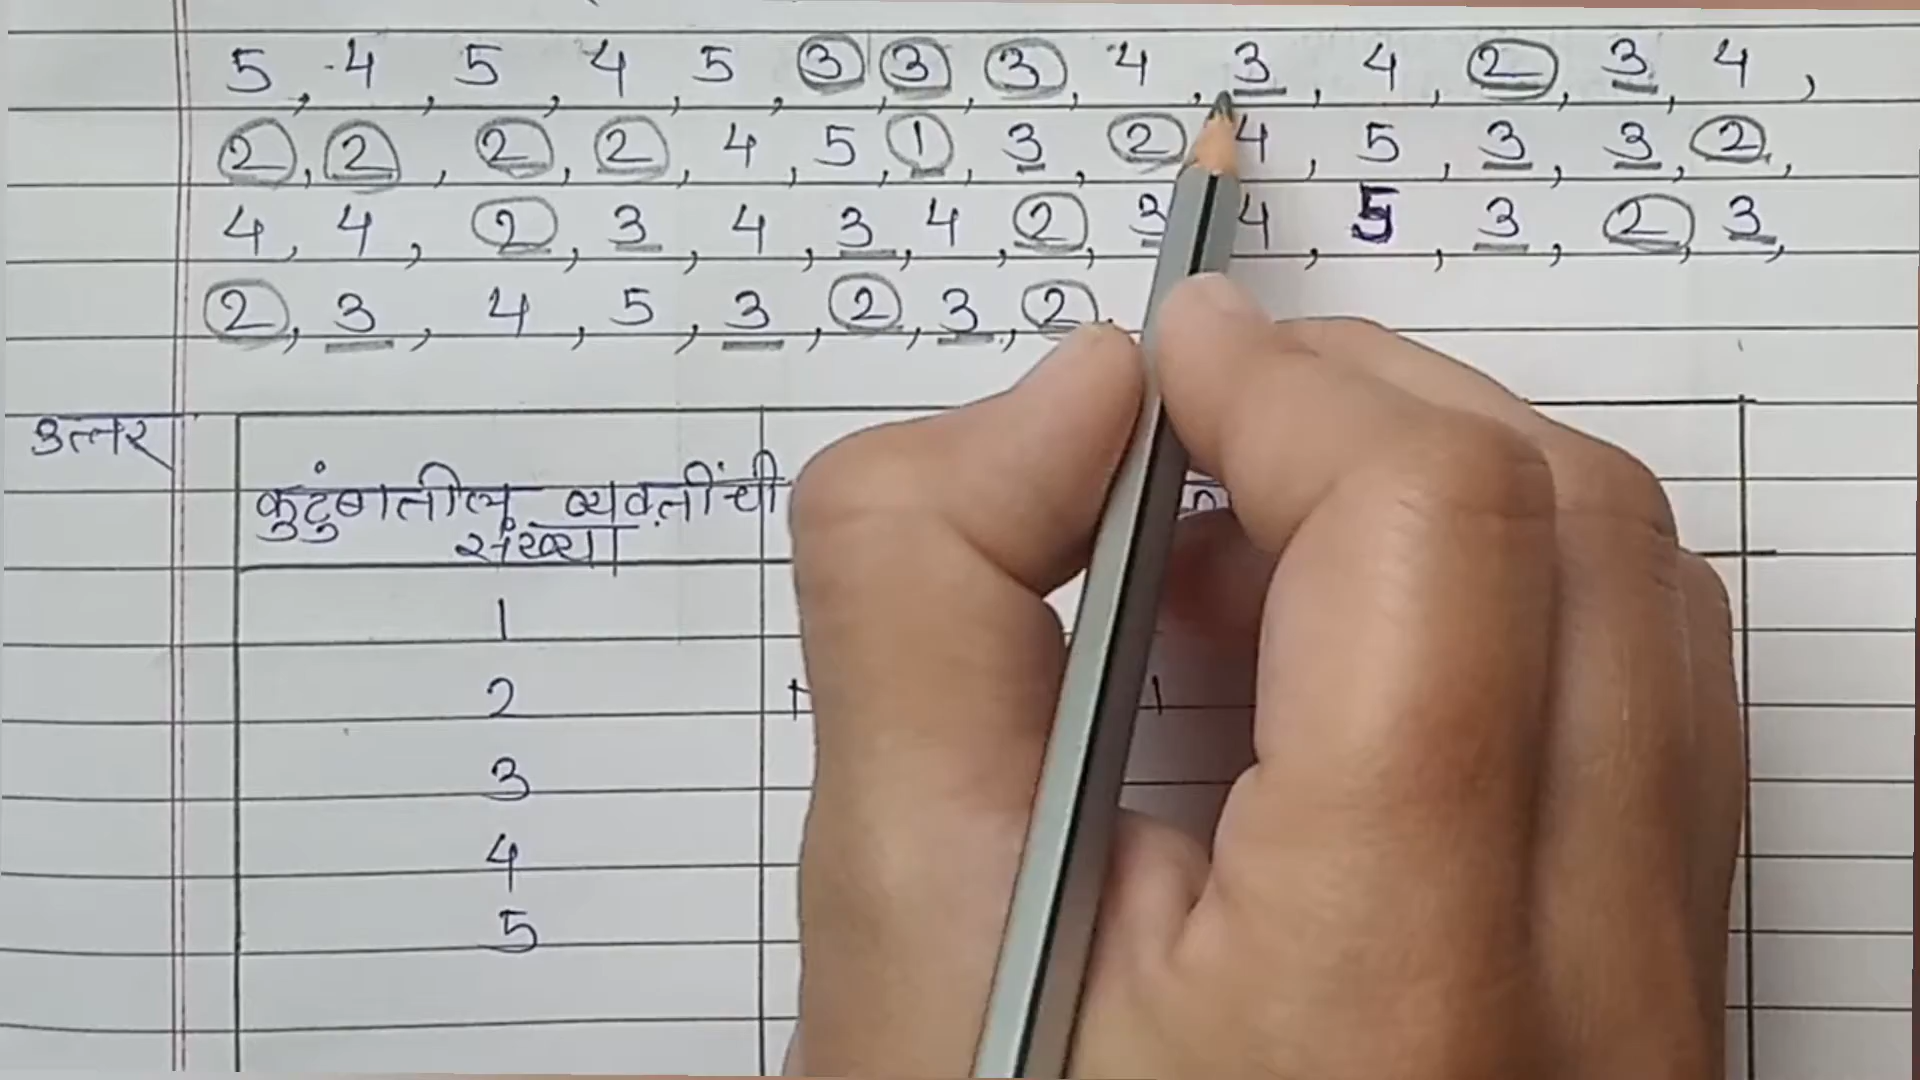 5, 4, 5, 4, 5, 3, 3, 3, 4, 3, 4, 2, 3, 4,
2, 2, 2, 2, 4, 5, 1, 3, 2 4, 5, 3, 3, 2,
4, 4, 2, 3, 4, 3, 4, 2, 3 4, 5, 3, 2, 3,
2, 3, 4, 5, 3, 2, 3, 2.
उत्तर
कुटुंबातील व्यक्तींची
संख्या
1
2
3
4
5